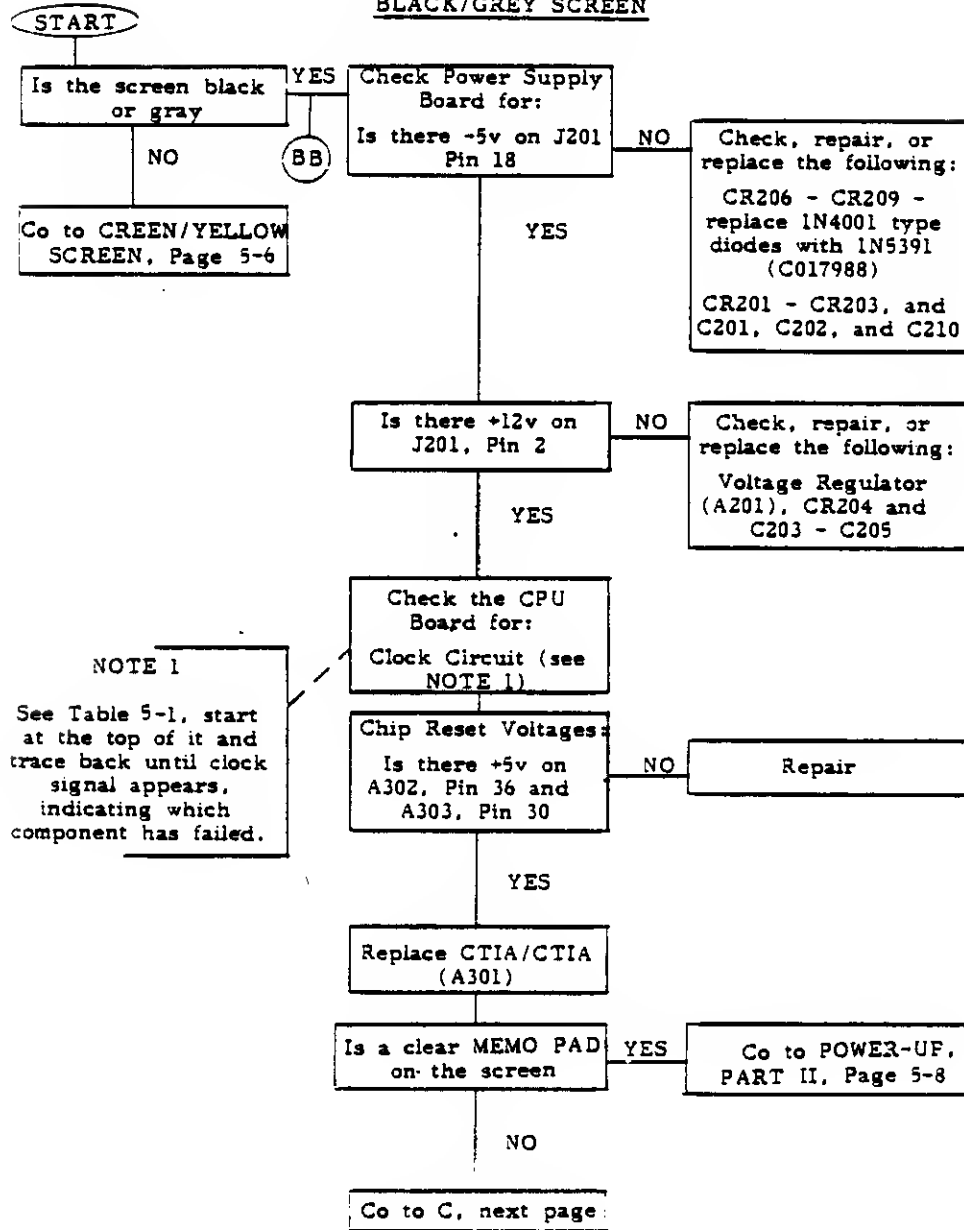 BLACK/GREY SCREEN
START
Is the screen black
or gray
YES
BB
NO
Co to CREEN/YELLOW
SCREEN, Page 5-6
Check Power Supply
Board for:
Is there -5v on J201
Pin 18
NO
Check, repair, or
replace the following:
CR206 - CR209 -
replace 1N4001 type
diodes with 1N5391
(C017988)
CR201 - CR203, and
C201, C202, and C210
YES
Is there +12v on
J201, Pin 2
NO
Check, repair, or
replace the following:
Voltage Regulator
(A201), CR204 and
C203 - C205
YES
Check the CPU
Board for:
Clock Circuit (see
NOTE 1)
NOTE 1
See Table 5-1, start
at the top of it and
trace back until clock
signal appears,
indicating which
component has failed.
Chip Reset Voltages:
Is there +5v on
A302, Pin 36 and
A303, Pin 30
NO
Repair
YES
Replace CTIA/CTIA
(A301)
Is a clear MEMO PAD
on the screen
YES
Co to POWER-UF,
PART II, Page 5-8
NO
Co to C, next page